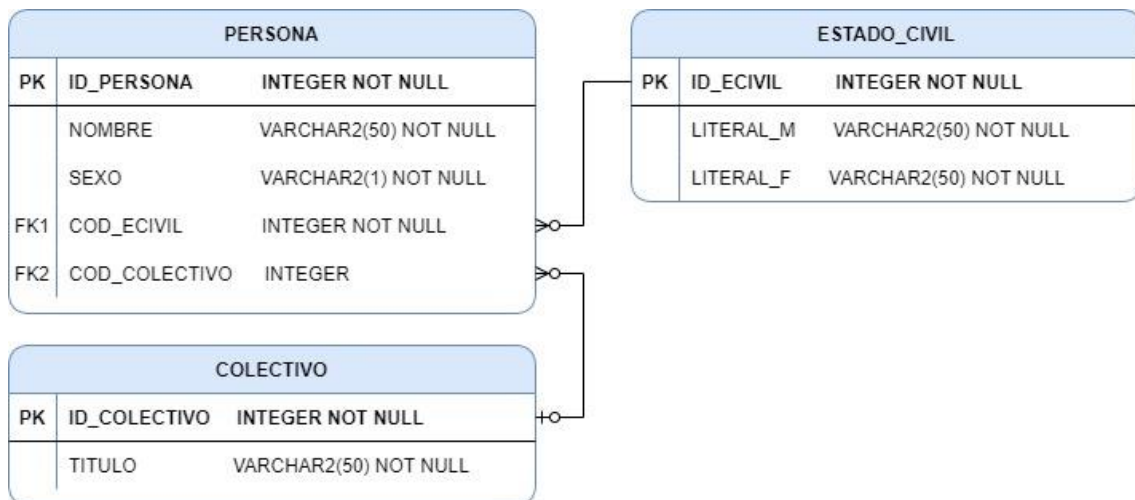 PERSONA
PK ID_PERSONA INTEGER NOT NULL
NOMBRE VARCHAR2(50) NOT NULL
SEXO VARCHAR2(1) NOT NULL
FK1 COD_ECIVIL INTEGER NOT NULL
FK2 COD_COLECTIVO INTEGER
ESTADO_CIVIL
PK ID_ECIVIL INTEGER NOT NULL
LITERAL_M VARCHAR2(50) NOT NULL
LITERAL_F VARCHAR2(50) NOT NULL
COLECTIVO
PK ID_COLECTIVO INTEGER NOT NULL
TITULO VARCHAR2(50) NOT NULL